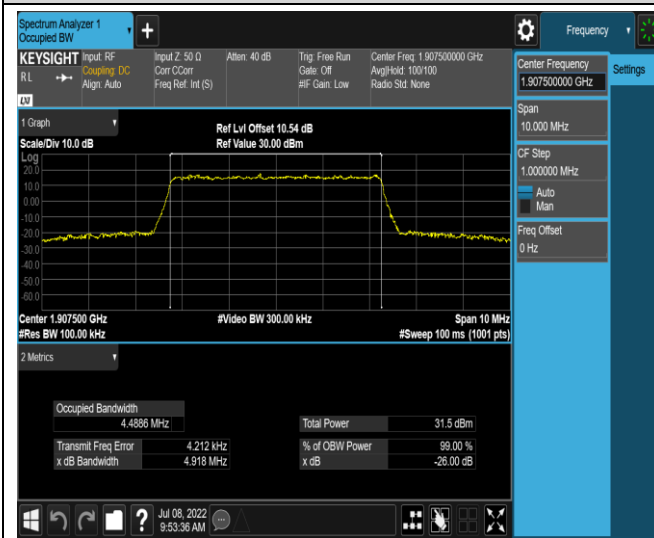 Spectrum Analyzer 1
Occupied BW
+
Frequency
KEYSIGHT
RL
LXI
Input: RF
Coupling: DC
Align: Auto
Input Z: 50 Ω
Corr CCorr
Freq Ref: Int (S)
Atten: 40 dB
Trig: Free Run
Gate: Off
#IF Gain: Low
Center Freq: 1.907500000 GHz
Avg|Hold: 100/100
Radio Std: None
Center Frequency
1.907500000 GHz
Settings
Span
10.000 MHz
CF Step
1.000000 MHz
Auto
Man
Freq Offset
0 Hz
1 Graph
Scale/Div 10.0 dB
Ref Lvl Offset 10.54 dB
Ref Value 30.00 dBm
Log
20.0
10.0
0.00
-10.0
-20.0
-30.0
-40.0
-50.0
-60.0
Center 1.907500 GHz
#Res BW 100.00 kHz
#Video BW 300.00 kHz
Span 10 MHz
#Sweep 100 ms (1001 pts)
2 Metrics
Occupied Bandwidth
4.4886 MHz
Total Power 31.5 dBm
Transmit Freq Error 4.212 kHz
% of OBW Power 99.00 %
x dB Bandwidth 4.918 MHz
x dB -26.00 dB
?
Jul 08, 2022
9:53:36 AM